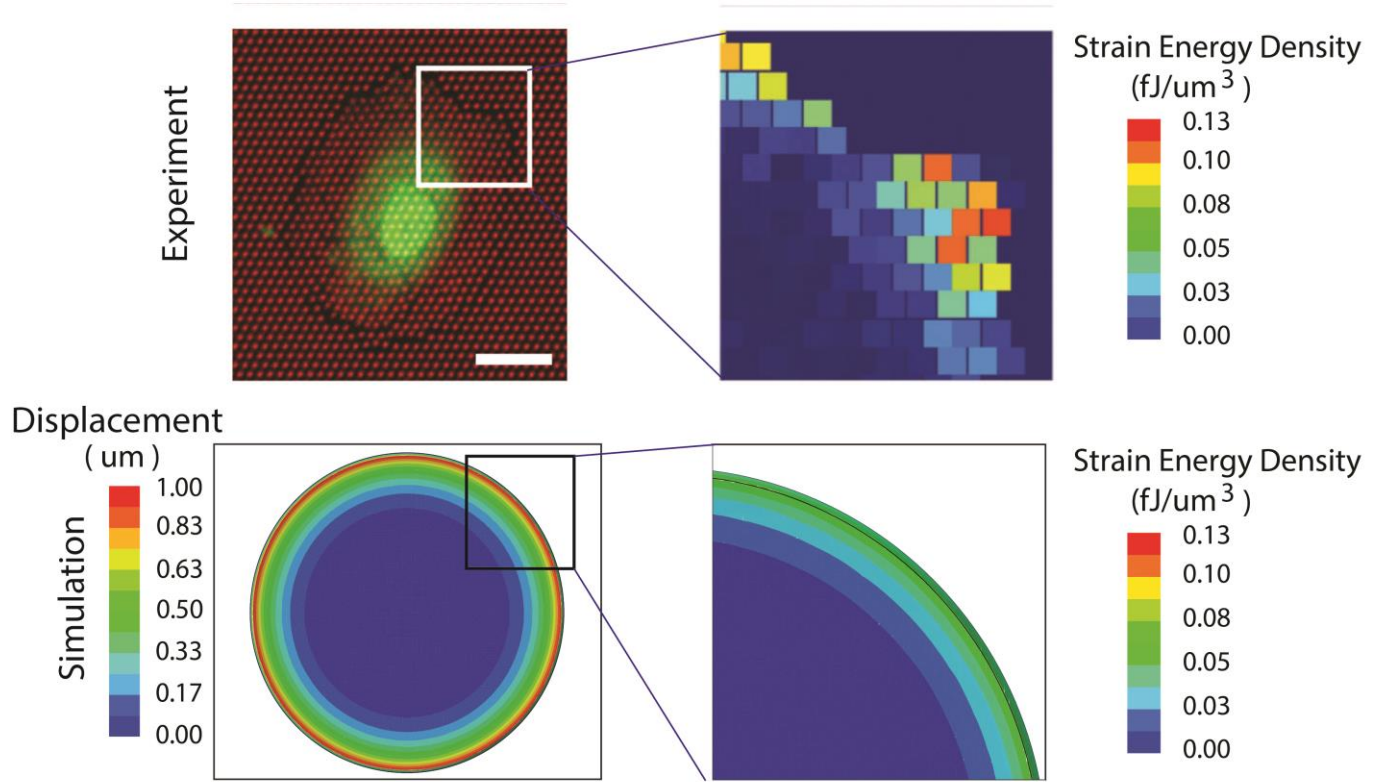 Experiment
Strain Energy Density
(fJ/um³ )
0.13
0.10
0.08
0.05
0.03
0.00
Displacement
( um )
Simulation
1.00
0.83
0.63
0.50
0.33
0.17
0.00
Strain Energy Density
(fJ/um³)
0.13
0.10
0.08
0.05
0.03
0.00